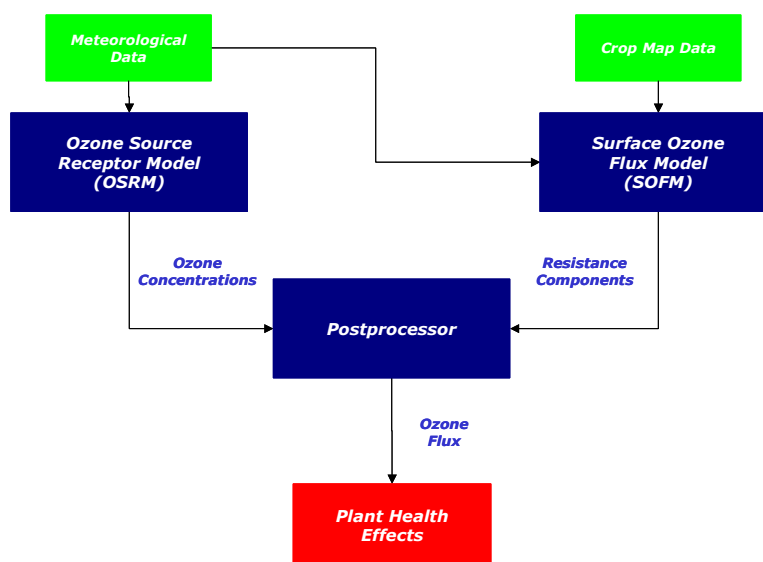 Meteorological
Data
Crop Map Data
Ozone Source
Receptor Model
(OSRM)
Surface Ozone
Flux Model
(SOFM)
Ozone
Concentrations
Resistance
Components
Postprocessor
Ozone
Flux
Plant Health
Effects